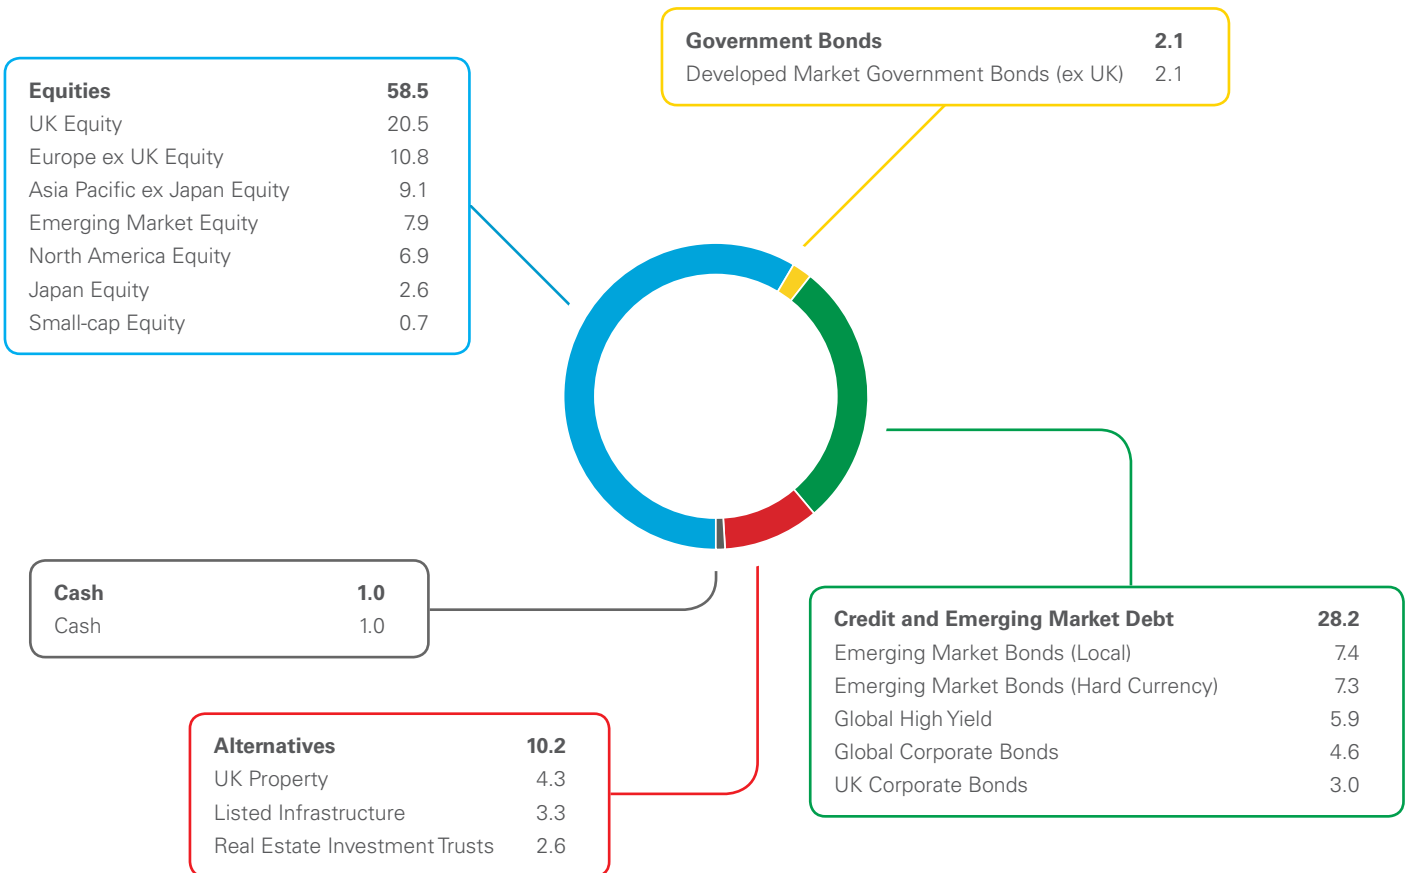 Government Bonds 2.1
Developed Market Government Bonds (ex UK) 2.1
Equities 58.5
UK Equity 20.5
Europe ex UK Equity 10.8
Asia Pacific ex Japan Equity 9.1
Emerging Market Equity 7.9
North America Equity 6.9
Japan Equity 2.6
Small-cap Equity 0.7
Cash 1.0
Cash 1.0
Credit and Emerging Market Debt 28.2
Emerging Market Bonds (Local) 7.4
Emerging Market Bonds (Hard Currency) 7.3
Global High Yield 5.9
Global Corporate Bonds 4.6
UK Corporate Bonds 3.0
Alternatives 10.2
UK Property 4.3
Listed Infrastructure 3.3
Real Estate Investment Trusts 2.6